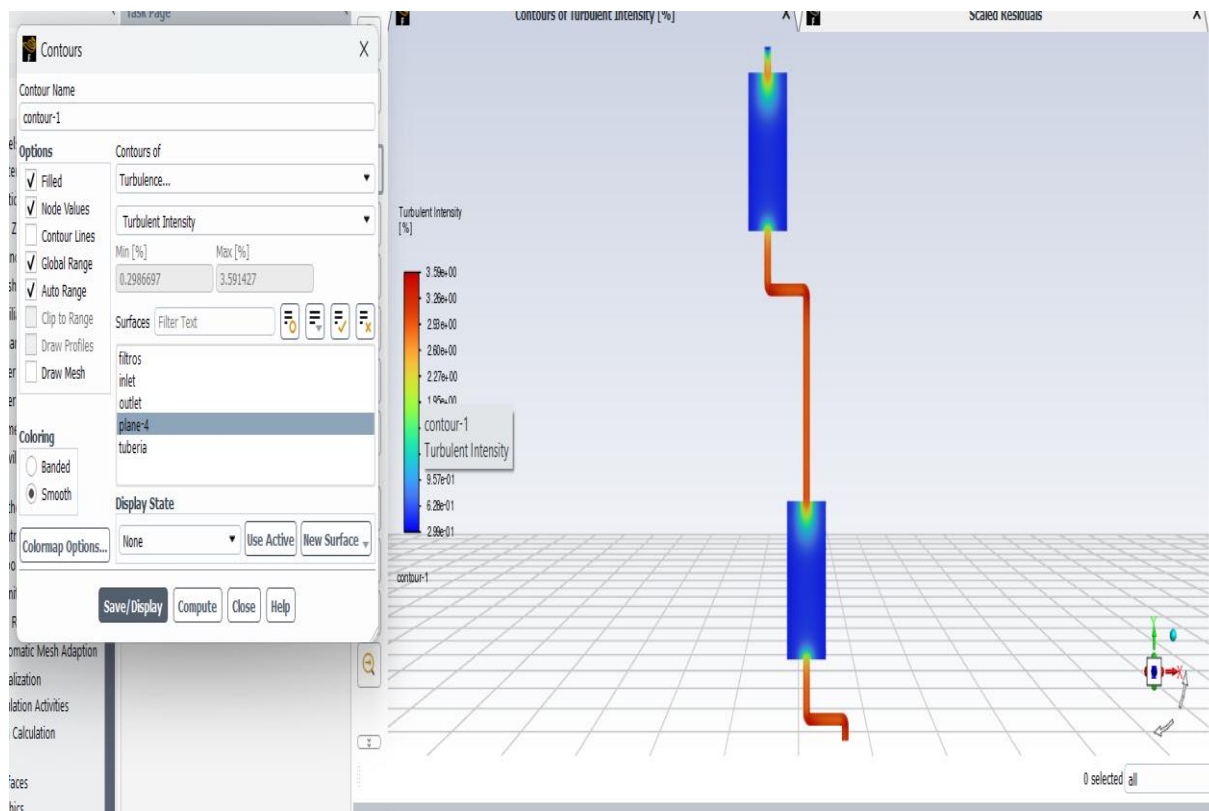 Task Page
Contours
X
Contour Name
contour-1
Options
Filled
Node Values
Contour Lines
Global Range
Auto Range
Clip to Range
Draw Profiles
Draw Mesh
Coloring
Banded
Smooth
Colormap Options...
Contours of
Turbulence...
Turbulent Intensity
Min [%] Max [%]
0.2986697 3.591427
Surfaces Filter Text
filtros
inlet
outlet
plane-4
tuberia
Display State
None Use Active New Surface
Save/Display Compute Close Help
omatic Mesh Adaption
alization
ulation Activities
Calculation
faces
hics
Contours of Turbulent Intensity [%] X
Scaled Residuals X
Turbulent Intensity
[%]
3.59e+00
3.26e+00
2.93e+00
2.60e+00
2.27e+00
1.95e+00
contour-1
Turbulent Intensity
9.57e-01
6.28e-01
2.99e-01
contour-1
Y
X
0 selected all